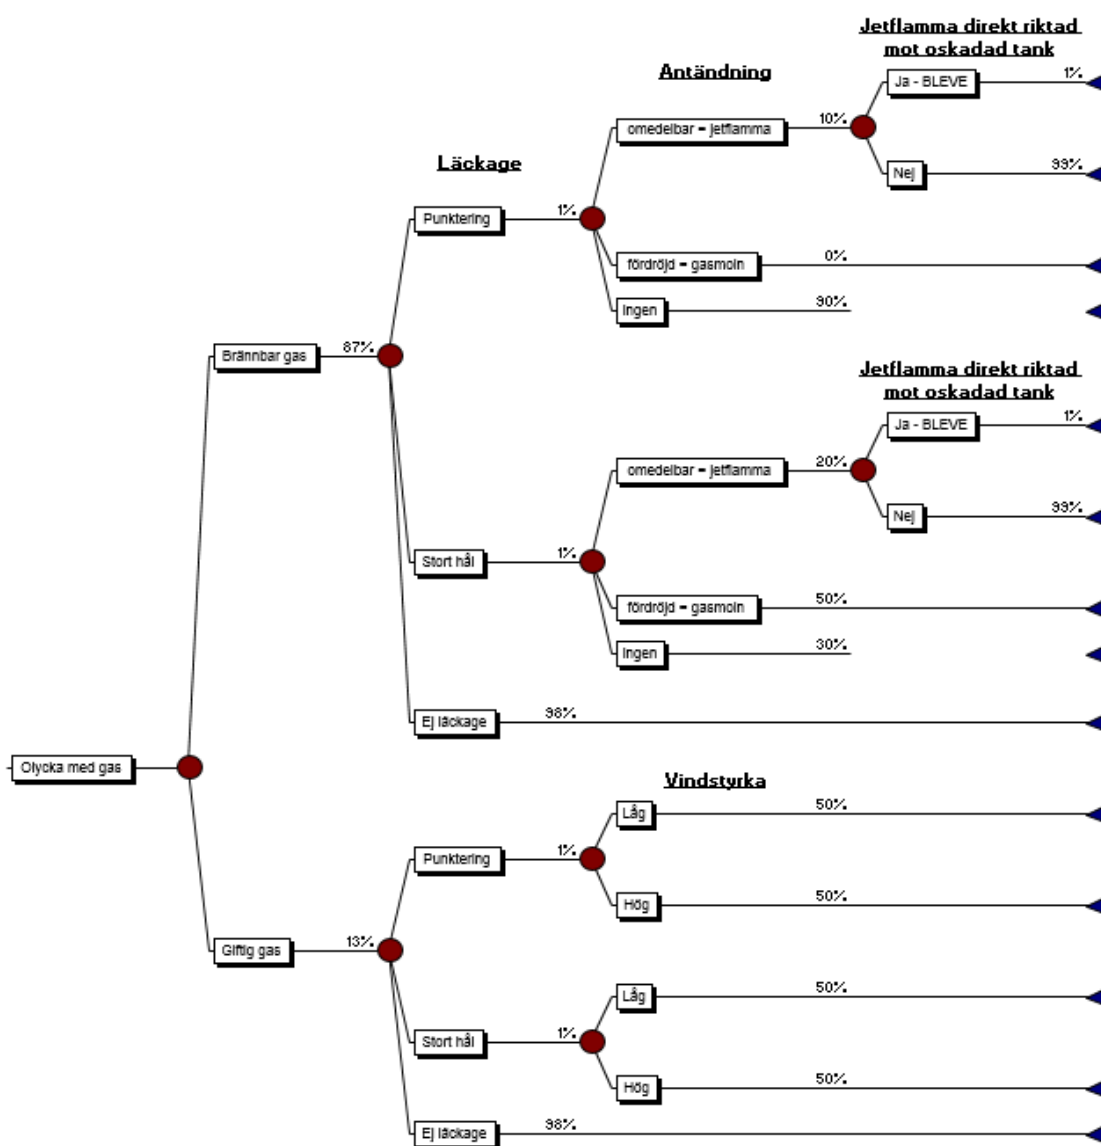 Jetflamma direkt riktad
mot oskadad tank
Antändning
Ja - BLEVE 1%
omedelbar = jetflamma 10%
Läckage
Nej 99%
Punktering 1%
fördröjd = gasmoln 0%
Ingen 90%
Brännbar gas 87%
Jetflamma direkt riktad
mot oskadad tank
Ja - BLEVE 1%
omedelbar = jetflamma 20%
Nej 99%
Stort hål 1%
fördröjd = gasmoln 50%
Ingen 30%
Ej läckage 98%
Olycka med gas
Vindstyrka
Låg 50%
Punktering 1%
Hög 50%
Giftig gas 13%
Låg 50%
Stort hål 1%
Hög 50%
Ej läckage 98%